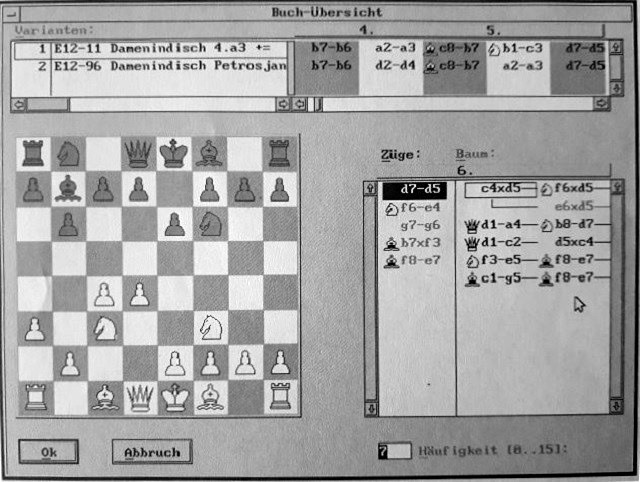 Buch-Übersicht
Varianten: 4. 5.
1 E12-11 Damenindisch 4.a3 += b7-b6 a2-a3 c8-b7 b1-c3 d7-d5
2 E12-96 Damenindisch Petrosjan b7-b6 d2-d4 c8-b7 a2-a3 d7-d5
Züge: Baum:
6.
d7-d5 c4xd5 f6xd5
f6-e4 e6xd5
g7-g6 d1-a4 b8-d7
b7xf3 d1-c2 d5xc4
f8-e7 f3-e5 f8-e7
c1-g5 f8-e7
Ok Abbruch 7 Häufigkeit [0..15]: